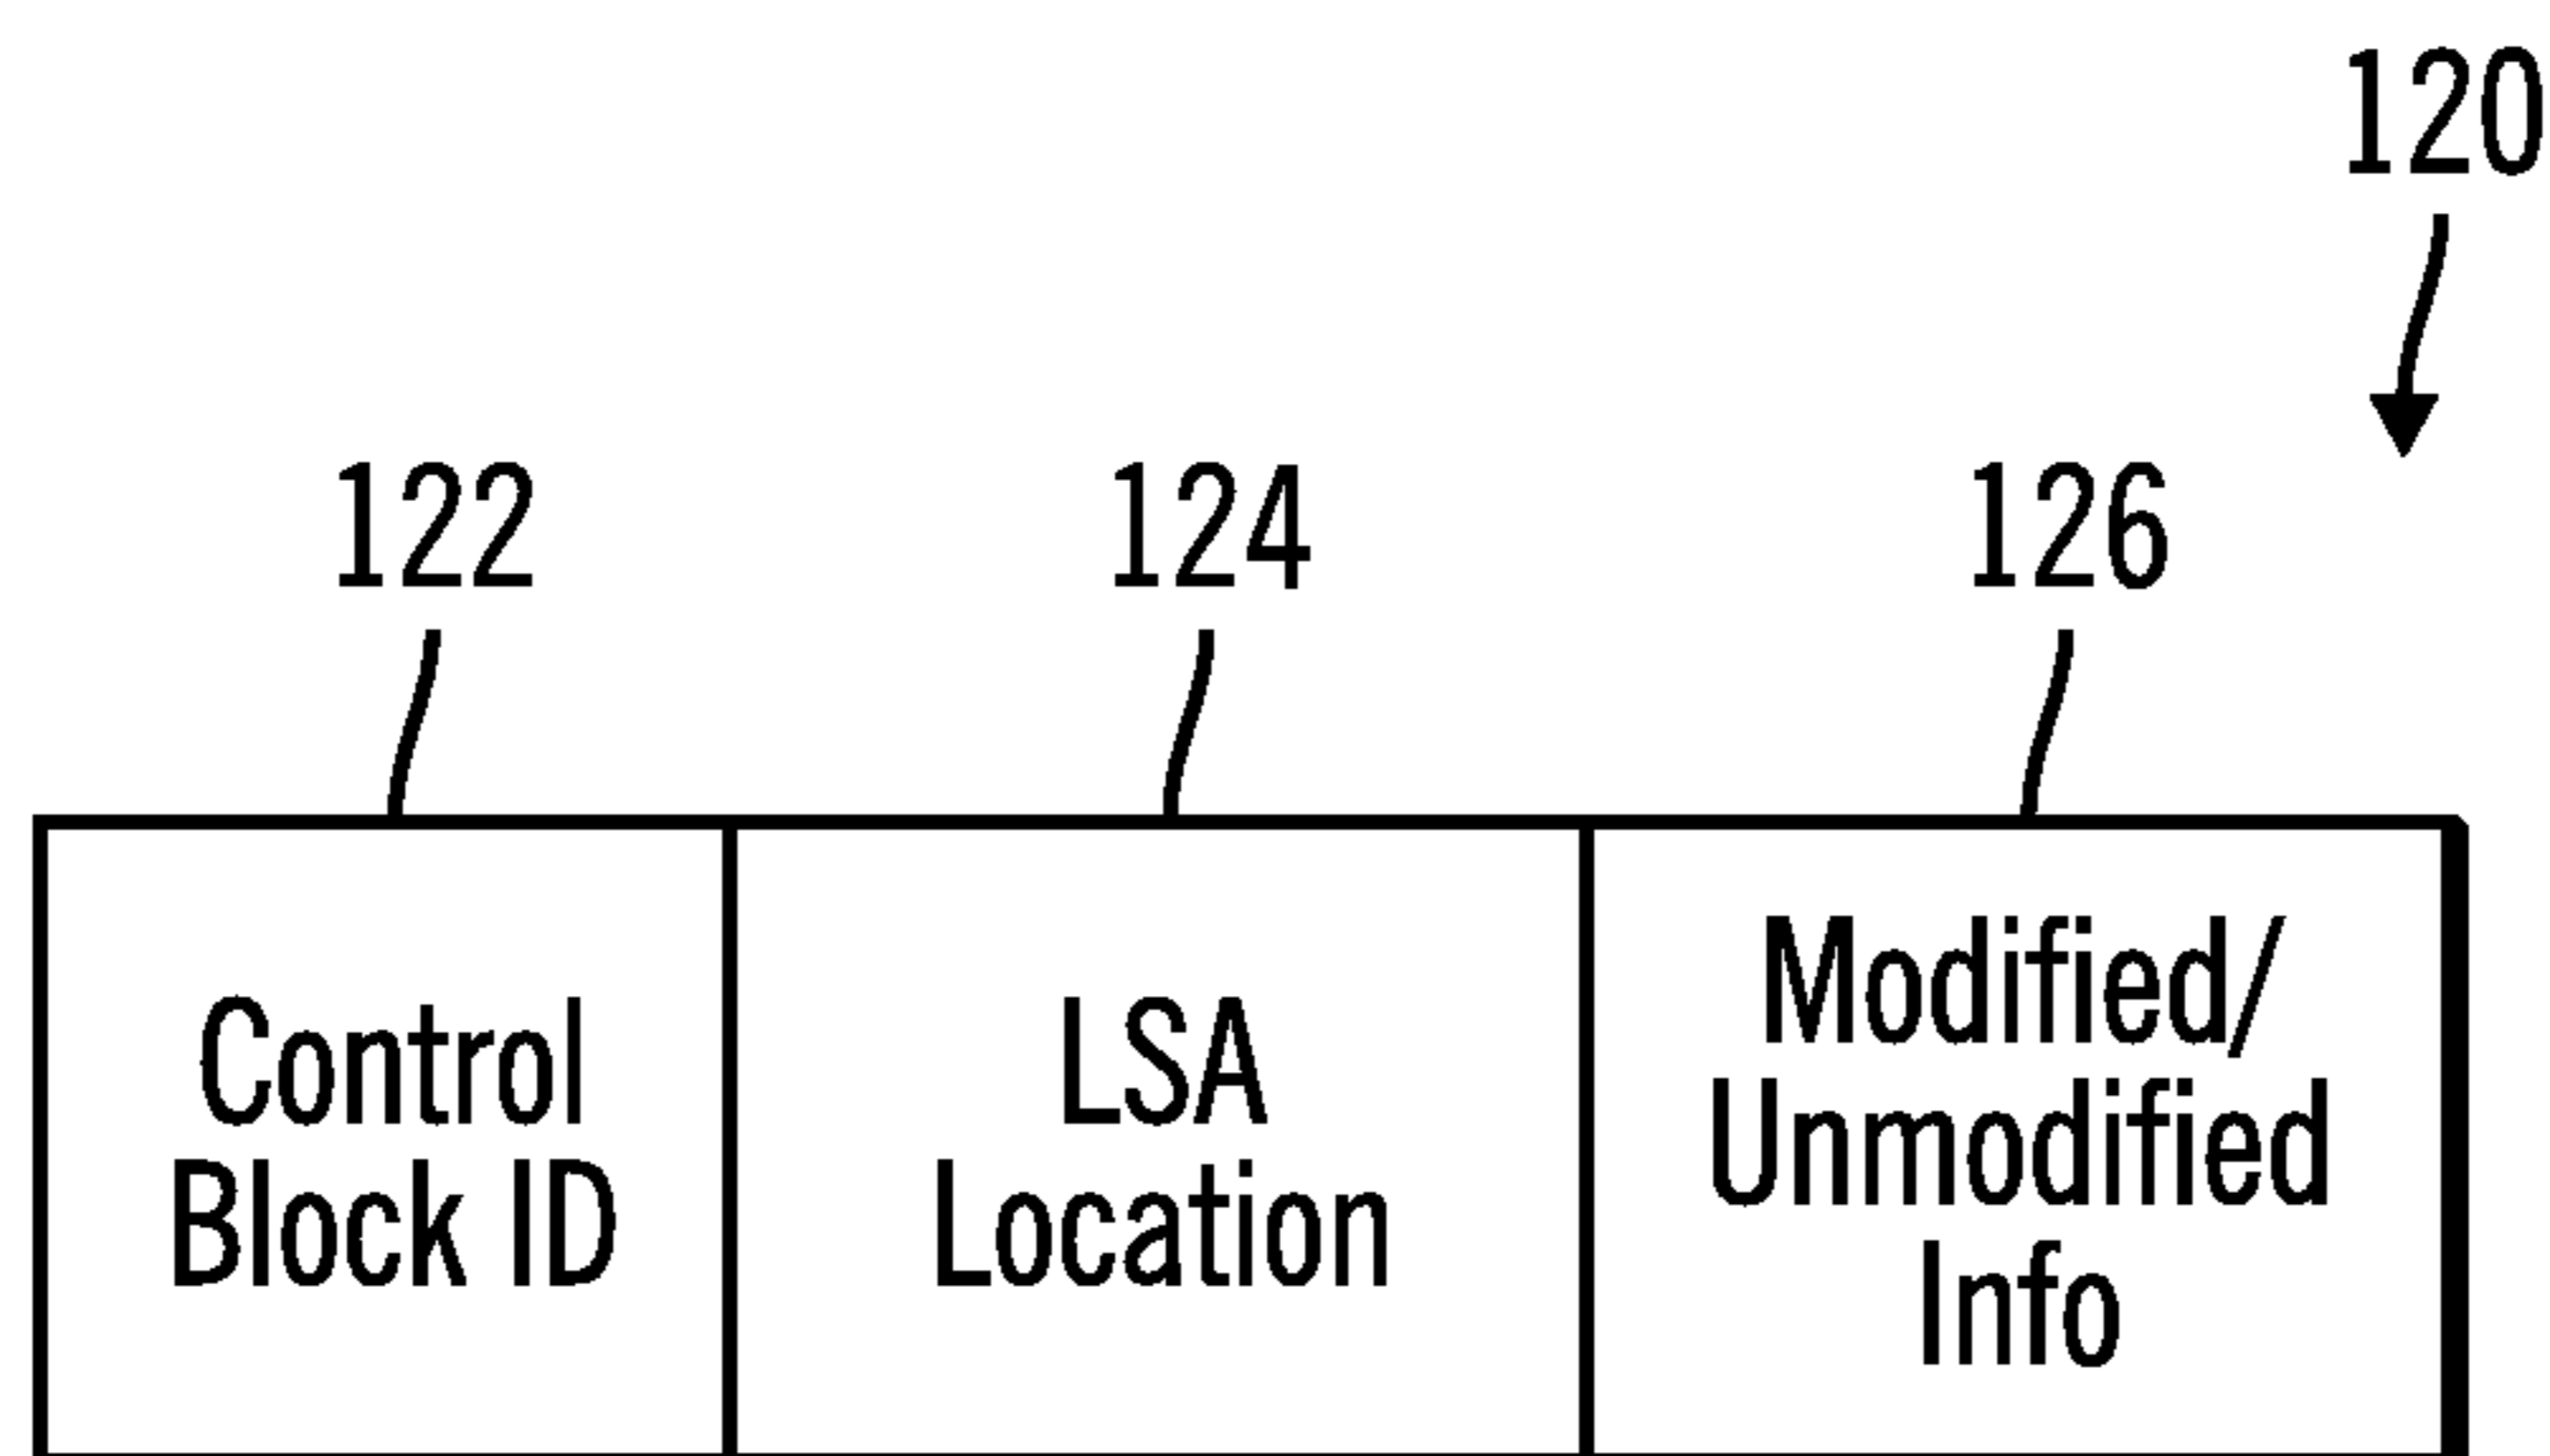 120
122 124 126
Control
Block ID
LSA
Location
Modified/
Unmodified
Info